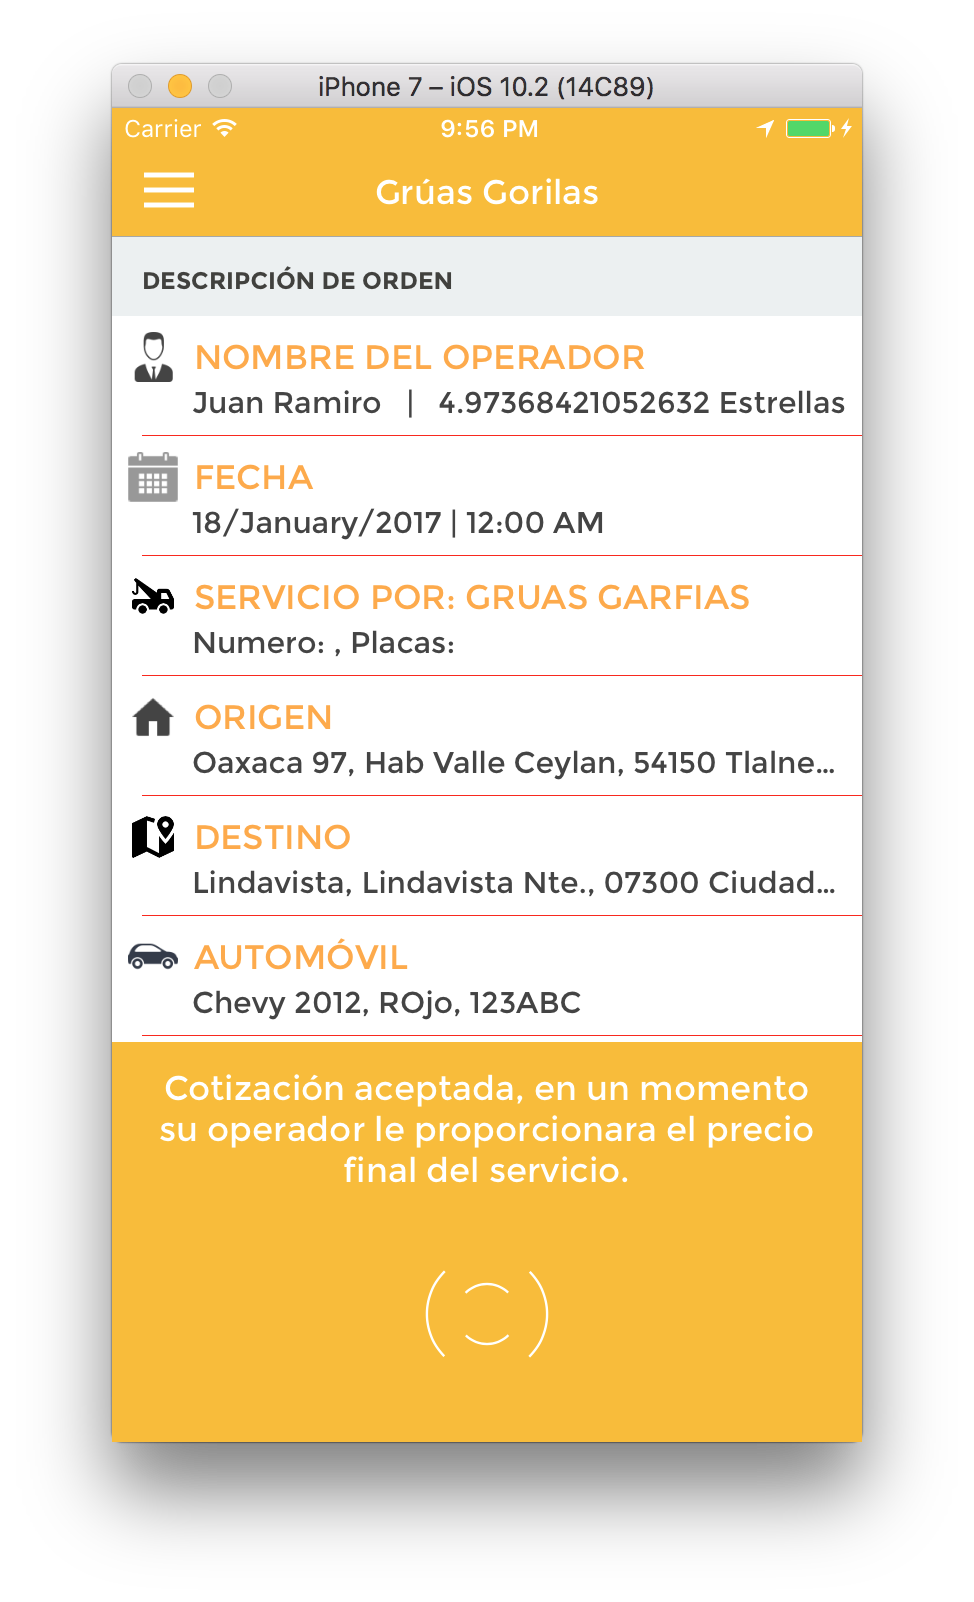 iPhone 7 – iOS 10.2 (14C89)
Carrier 9:56 PM
Grúas Gorilas
DESCRIPCIÓN DE ORDEN
NOMBRE DEL OPERADOR
Juan Ramiro | 4.97368421052632 Estrellas
FECHA
18/January/2017 | 12:00 AM
SERVICIO POR: GRUAS GARFIAS
Numero: , Placas:
ORIGEN
Oaxaca 97, Hab Valle Ceylan, 54150 Tlalne...
DESTINO
Lindavista, Lindavista Nte., 07300 Ciudad...
AUTOMÓVIL
Chevy 2012, ROjo, 123ABC
Cotización aceptada, en un momento
su operador le proporcionara el precio
final del servicio.